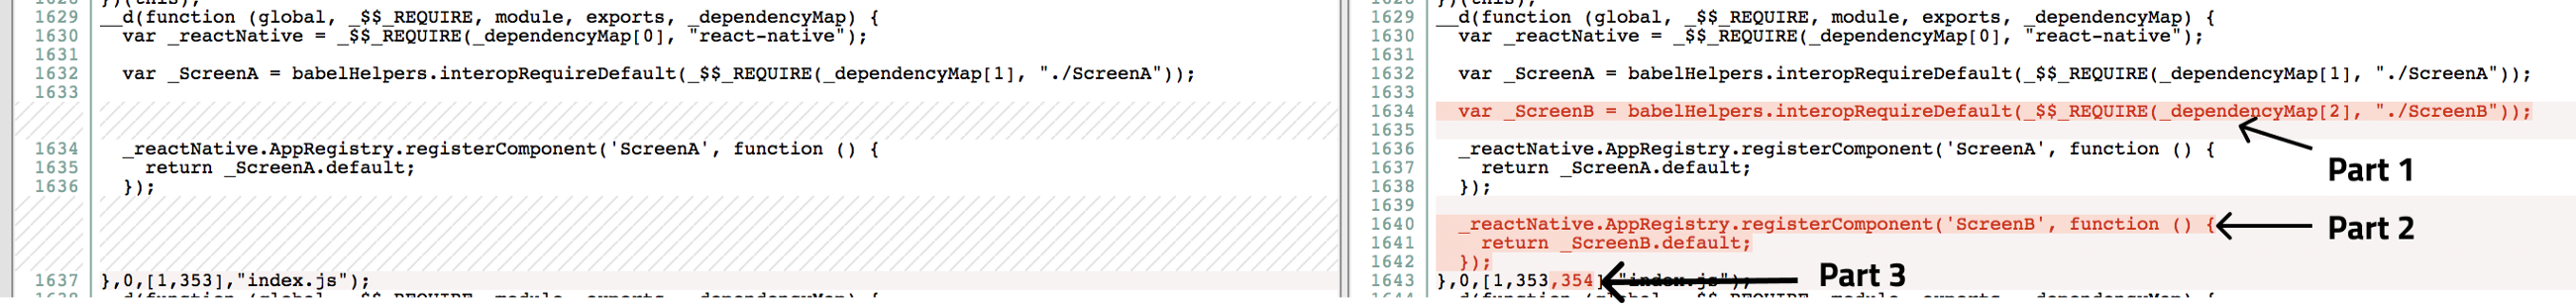 1629 __d(function (global, _$$_REQUIRE, module, exports, _dependencyMap) {
1630 var _reactNative = _$$_REQUIRE(_dependencyMap[0], "react-native");
1631
1632 var _ScreenA = babelHelpers.interopRequireDefault(_$$_REQUIRE(_dependencyMap[1], "./ScreenA"));
1633
1634 _reactNative.AppRegistry.registerComponent('ScreenA', function () {
1635 return _ScreenA.default;
1636 });
1637 },0,[1,353],"index.js");
1629 __d(function (global, _$$_REQUIRE, module, exports, _dependencyMap) {
1630 var _reactNative = _$$_REQUIRE(_dependencyMap[0], "react-native");
1631
1632 var _ScreenA = babelHelpers.interopRequireDefault(_$$_REQUIRE(_dependencyMap[1], "./ScreenA"));
1633
1634 var _ScreenB = babelHelpers.interopRequireDefault(_$$_REQUIRE(_dependencyMap[2], "./ScreenB"));
1635
1636 _reactNative.AppRegistry.registerComponent('ScreenA', function () {
1637 return _ScreenA.default;
1638 });
1639
1640 _reactNative.AppRegistry.registerComponent('ScreenB', function () {
1641 return _ScreenB.default;
1642 });
1643 },0,[1,353,354],"index.js");
Part 1
Part 2
Part 3